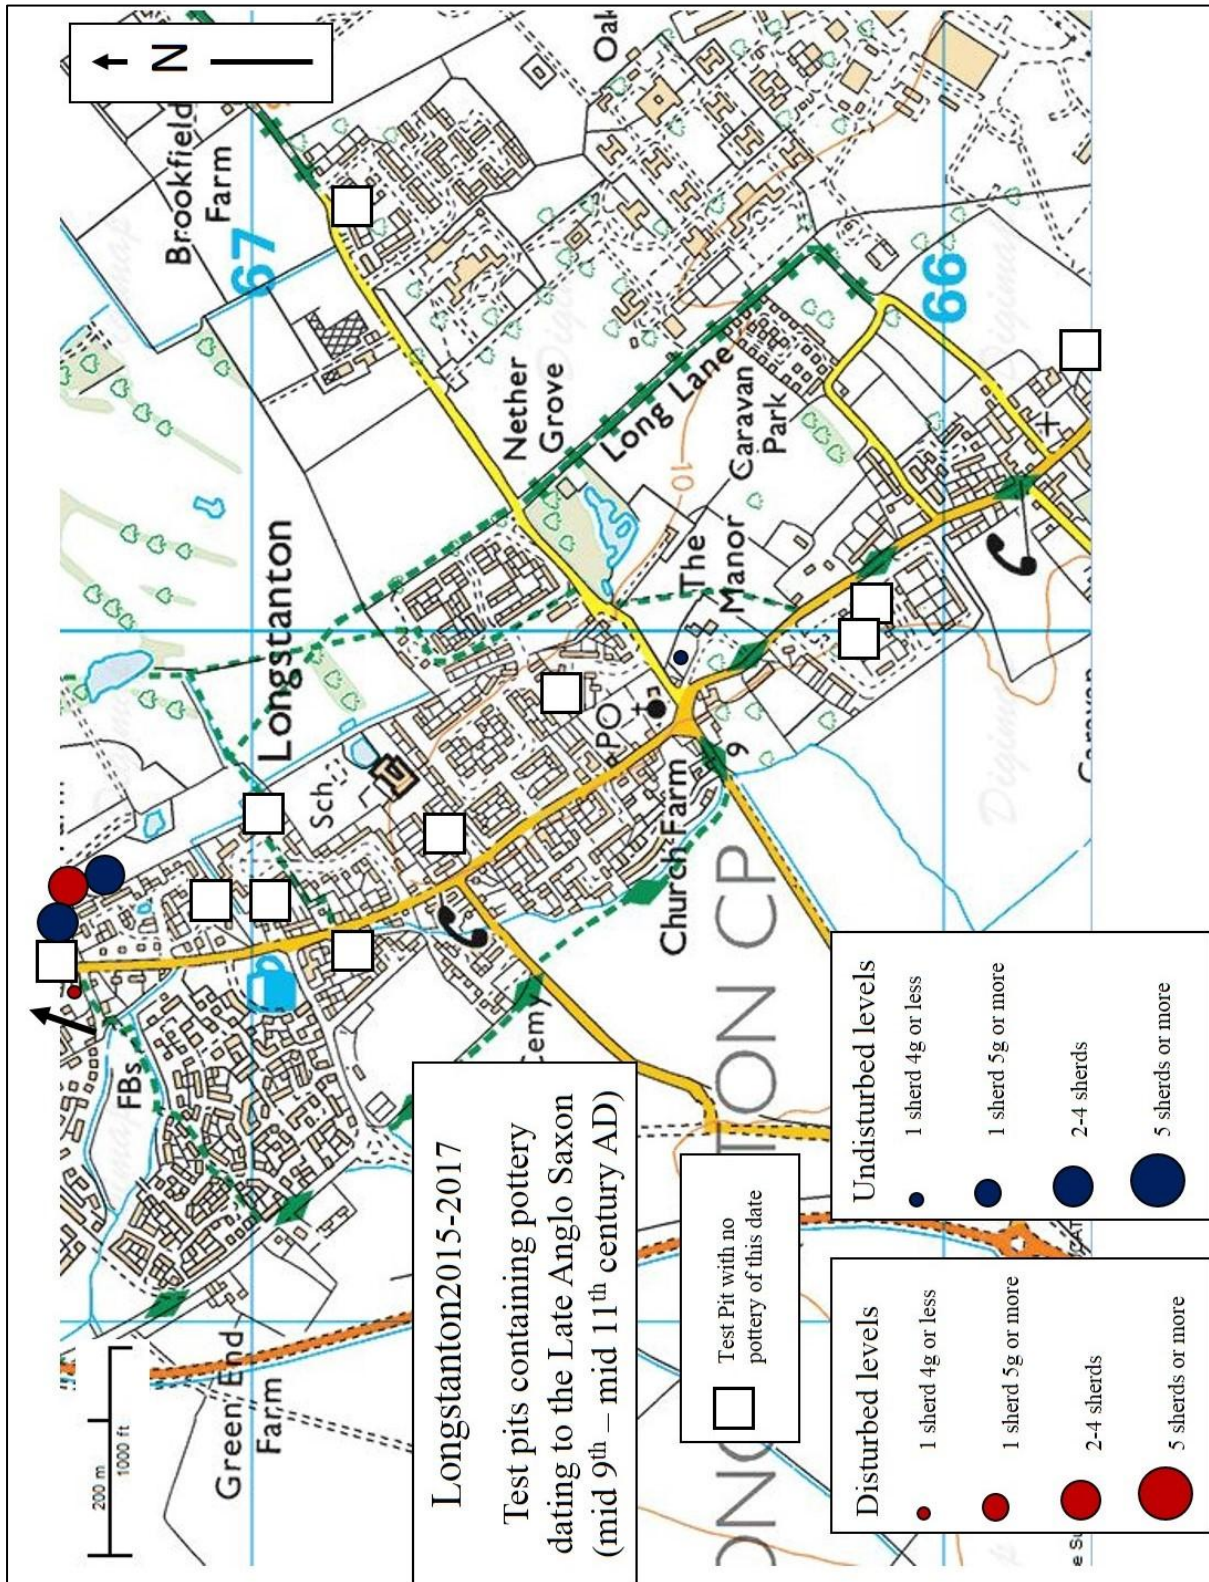 N
Brookfield
Farm
67
Oak
Longstanton
Nether
Grove
Long Lane
66
Caravan
Park
10
The
Manor
Sch
PO
9
Church Farm
Cemy
FBs
Green End
Farm
200 m
1000 ft
Longstanton2015-2017
Test pits containing pottery
dating to the Late Anglo Saxon
(mid 9th – mid 11th century AD)
Test Pit with no
pottery of this date
ONG
TON CP
Undisturbed levels
1 sherd 4g or less
1 sherd 5g or more
2-4 sherds
5 sherds or more
Disturbed levels
1 sherd 4g or less
1 sherd 5g or more
2-4 sherds
5 sherds or more
Digimap